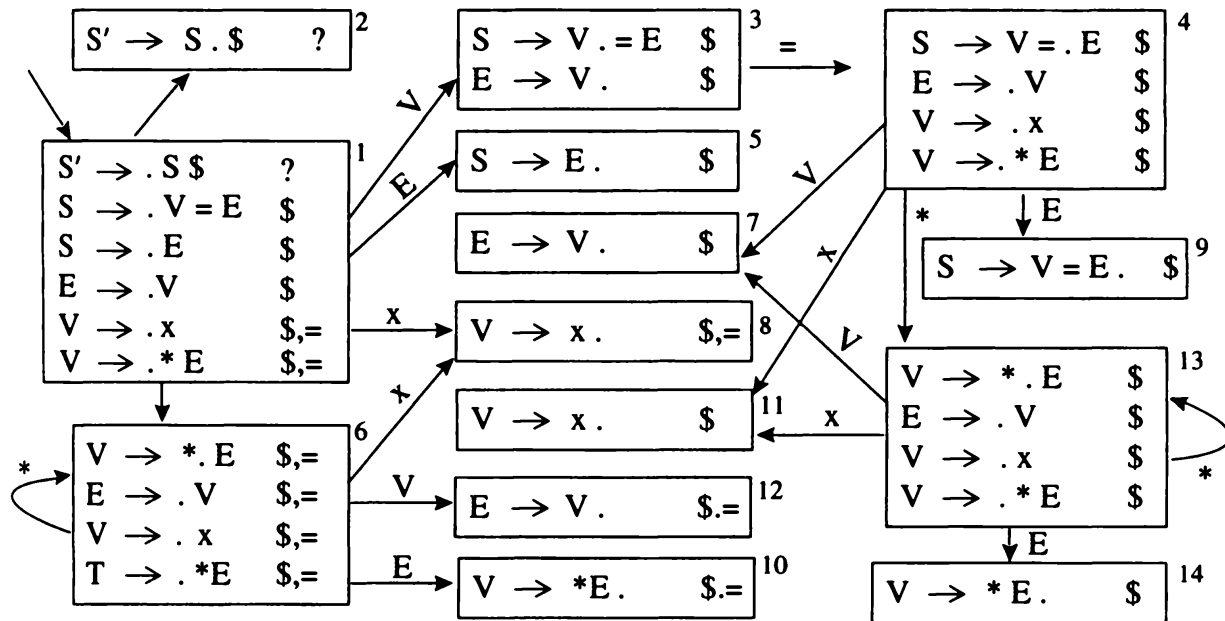 2
S′ → S . $ ?
3
S → V . = E $
E → V . $
=
4
S → V = . E $
E → . V $
V → . x $
V → . * E $
V
E
1
S′ → . S $ ?
S → . V = E $
S → . E $
E → . V $
V → . x $,=
V → . * E $,=
5
S → E . $
7
E → V . $
V
x
*
E
9
S → V = E . $
x
8
V → x . $,=
x
V
11
V → x . $
x
13
V → * . E $
E → . V $
V → . x $
V → . * E $
*
6
V → * . E $,=
E → . V $,=
V → . x $,=
T → . * E $,=
*
V
12
E → V . $.=
E
10
V → * E . $.=
E
14
V → * E . $